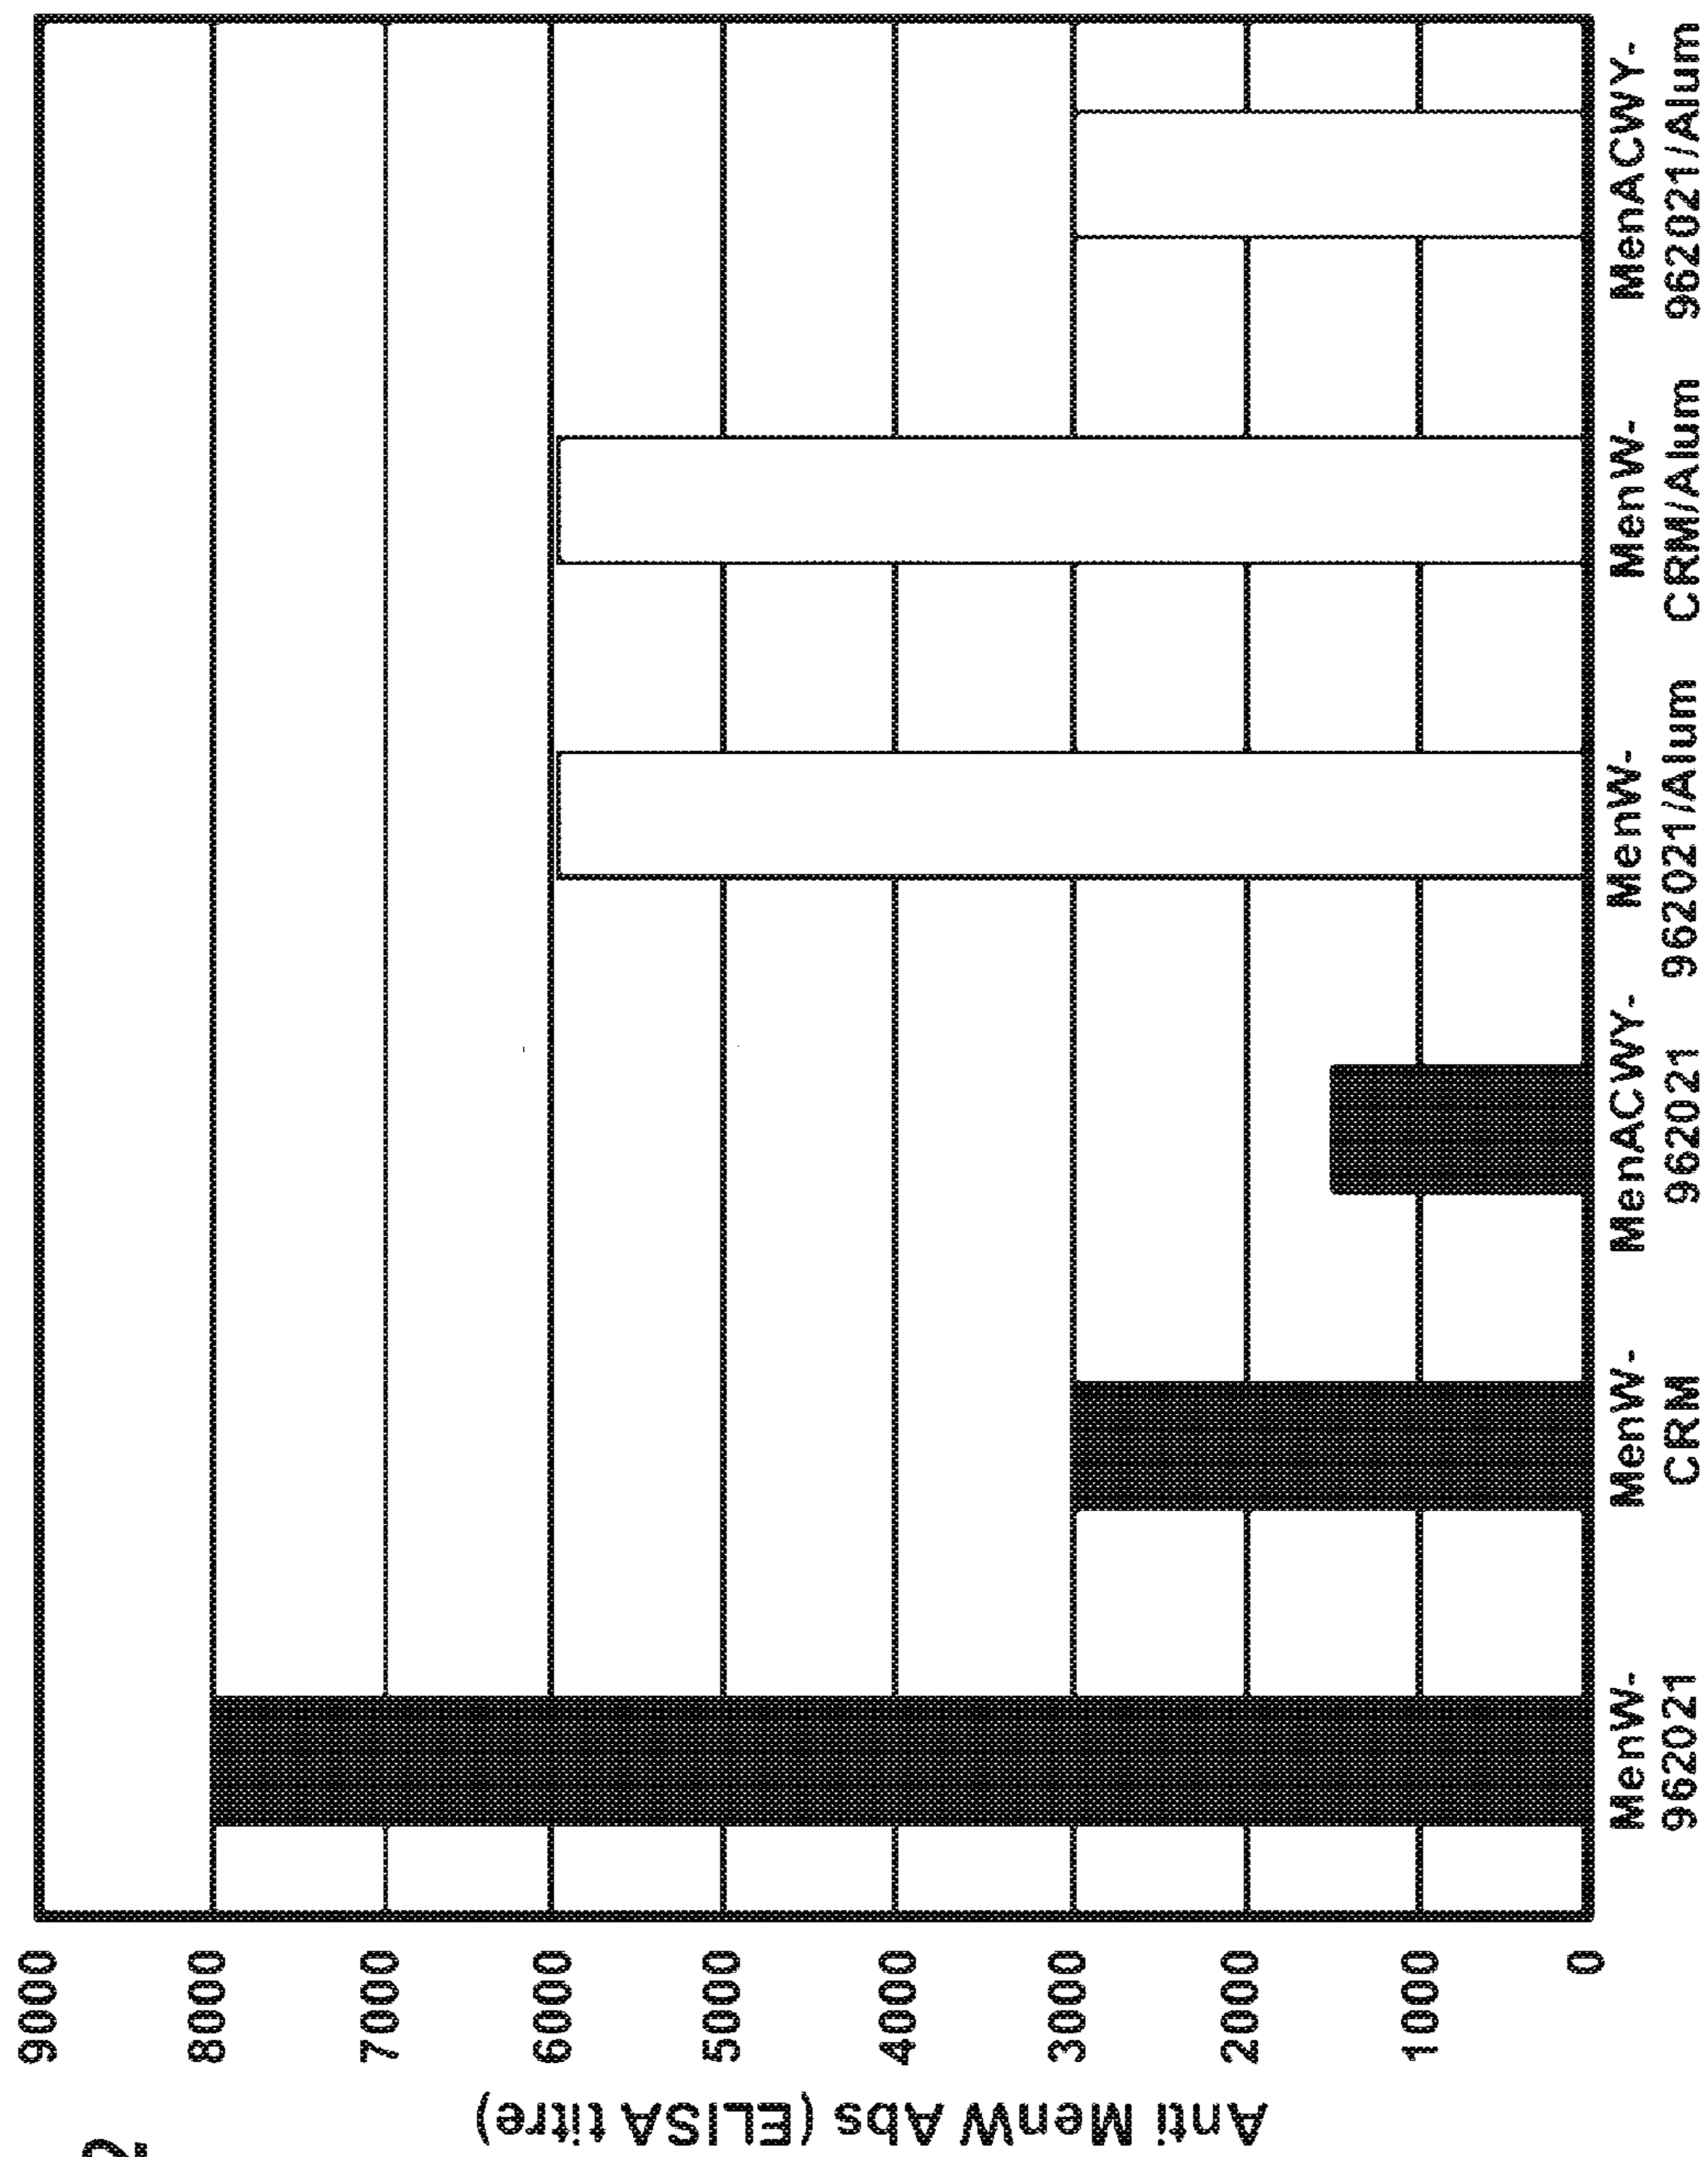 Anti MenW Abs (ELISA titre)
9000
8000
7000
6000
5000
4000
3000
2000
1000
0
MenW-
962021
MenW-
CRM
MenACWY-
962021
MenW-
962021/Alum
MenW-
CRM/Alum
MenACWY-
962021/Alum